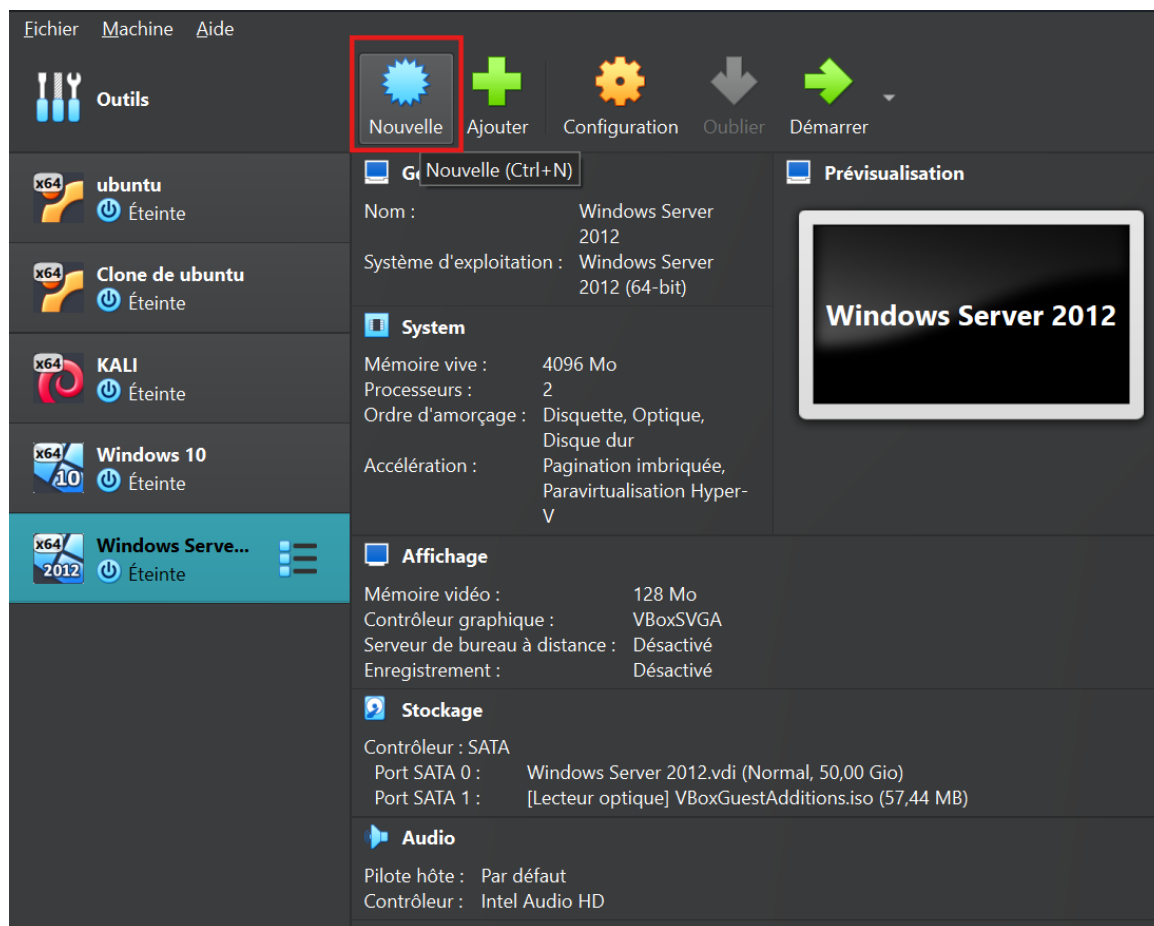 Fichier Machine Aide
Outils
Nouvelle Ajouter Configuration Oublier Démarrer
Nouvelle (Ctrl+N)
x64 ubuntu
Éteinte
x64 Clone de ubuntu
Éteinte
x64 KALI
Éteinte
x64 Windows 10
10 Éteinte
x64 Windows Serve...
2012 Éteinte
Nom : Windows Server
2012
Système d'exploitation : Windows Server
2012 (64-bit)
System
Mémoire vive : 4096 Mo
Processeurs : 2
Ordre d'amorçage : Disquette, Optique,
Disque dur
Accélération : Pagination imbriquée,
Paravirtualisation Hyper-
V
Prévisualisation
Windows Server 2012
Affichage
Mémoire vidéo : 128 Mo
Contrôleur graphique : VBoxSVGA
Serveur de bureau à distance : Désactivé
Enregistrement : Désactivé
Stockage
Contrôleur : SATA
Port SATA 0 : Windows Server 2012.vdi (Normal, 50,00 Gio)
Port SATA 1 : [Lecteur optique] VBoxGuestAdditions.iso (57,44 MB)
Audio
Pilote hôte : Par défaut
Contrôleur : Intel Audio HD